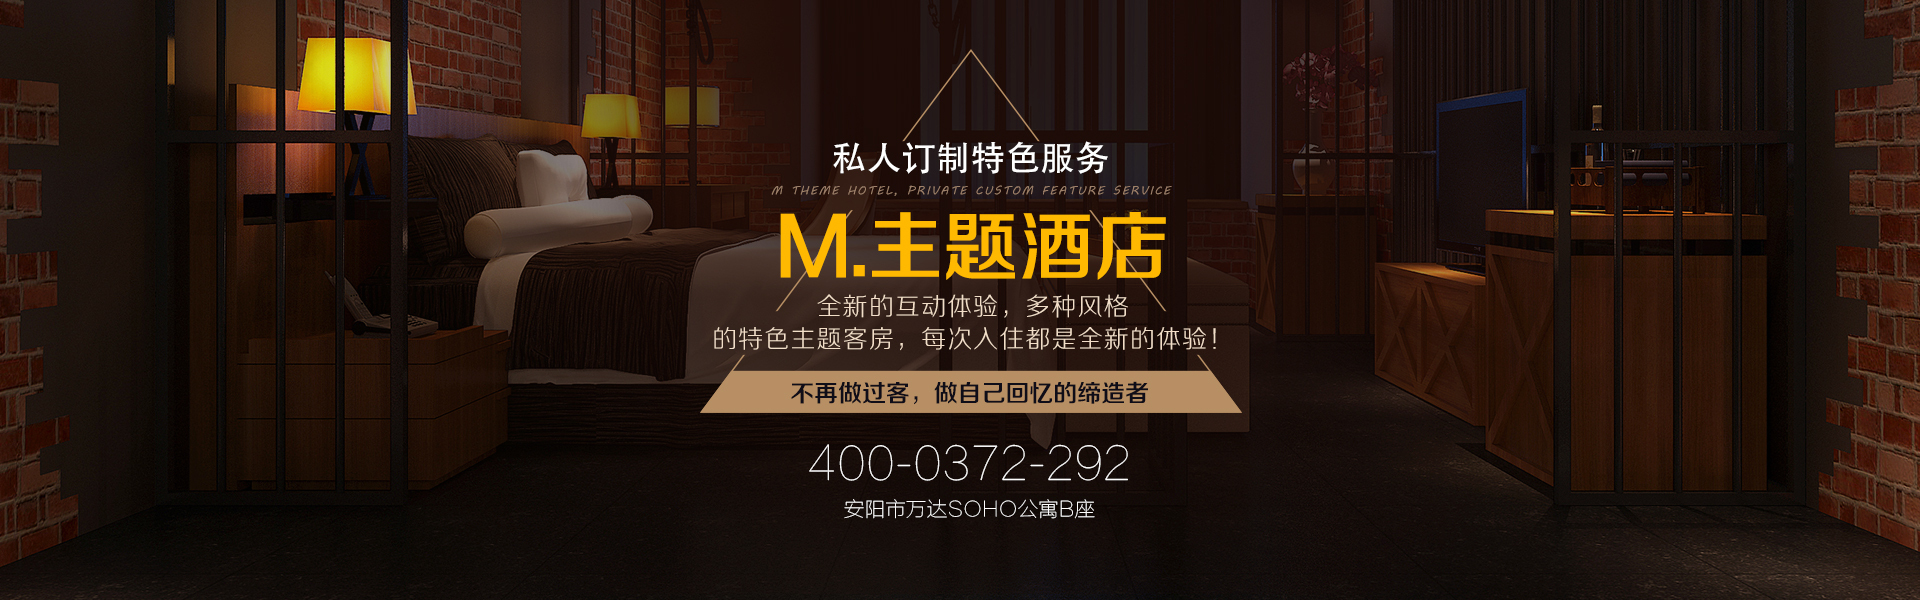 私人订制特色服务
M THEME HOTEL, PRIVATE CUSTOM FEATURE SERVICE
M.主题酒店
全新的互动体验，多种风格
的特色主题客房，每次入住都是全新的体验！
不再做过客，做自己回忆的缔造者
400-0372-292
安阳市万达SOHO公寓B座